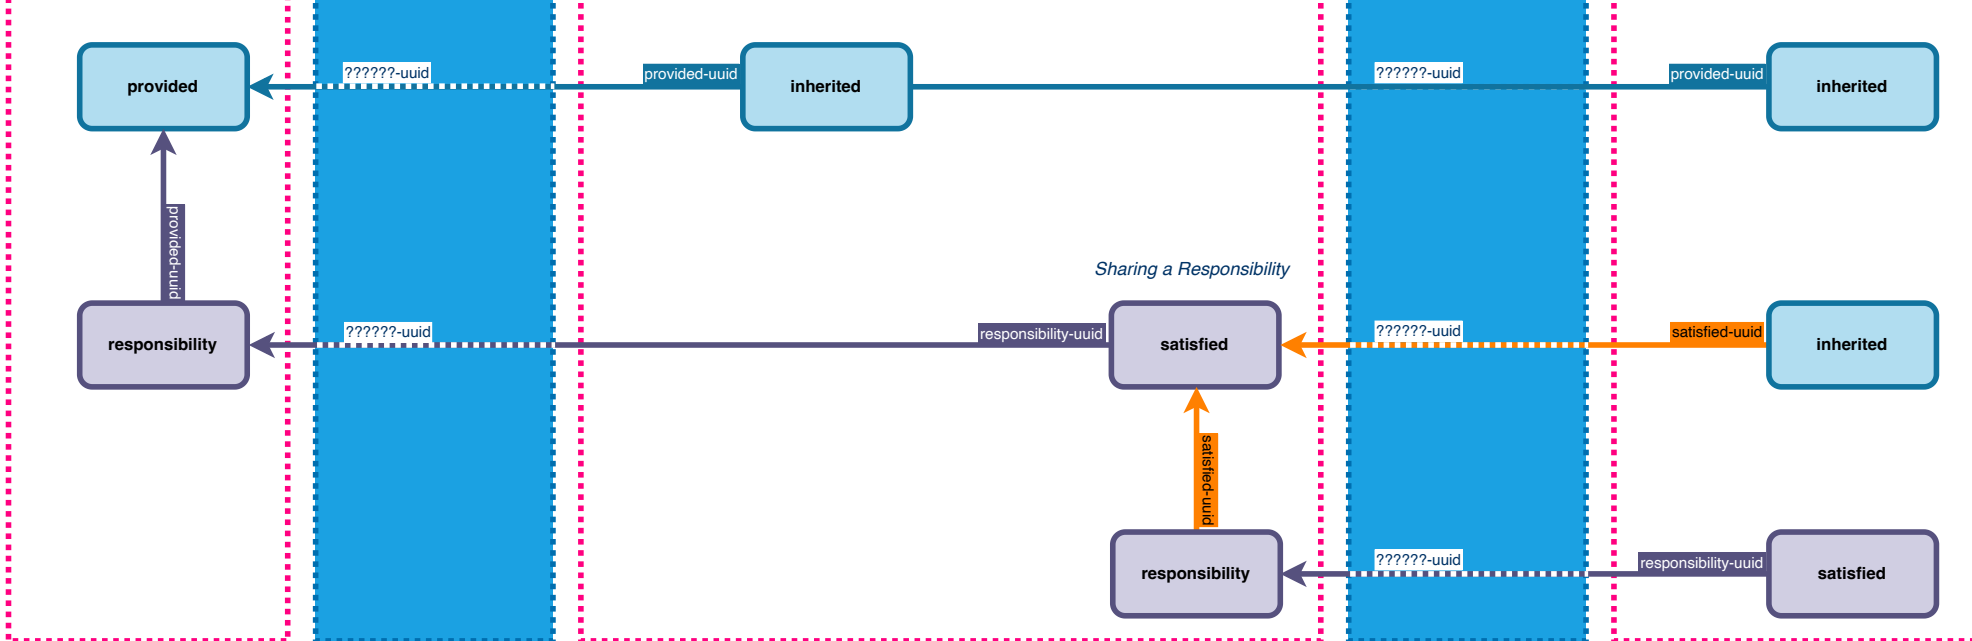 ??????-uuid
provided-uuid
??????-uuid
provided-uuid
provided
inherited
inherited
provided-uuid
Sharing a Responsibility
??????-uuid
responsibility-uuid
??????-uuid
satisfied-uuid
responsibility
satisfied
inherited
satisfied-uuid
??????-uuid
responsibility-uuid
responsibility
satisfied